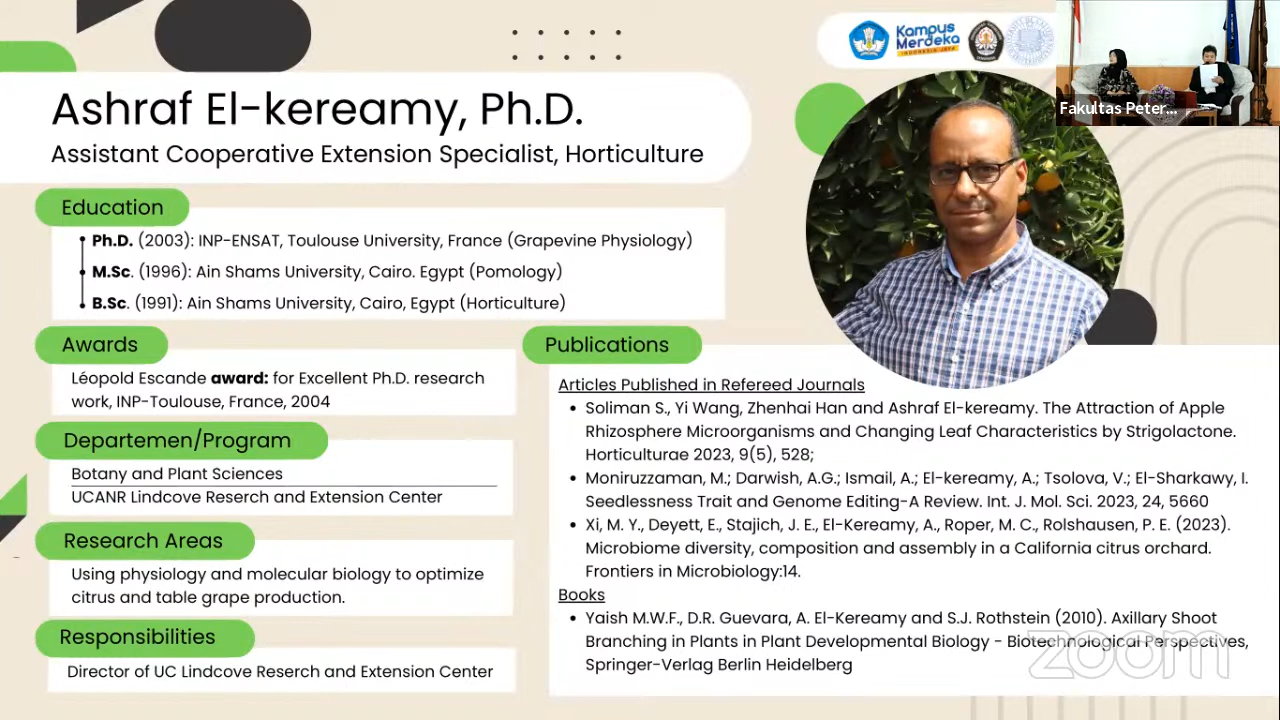 Kampus
Merdeka
INDONESIA JAYA
Fakultas Peter...
Ashraf El-kereamy, Ph.D.
Assistant Cooperative Extension Specialist, Horticulture
Education
Ph.D. (2003): INP-ENSAT, Toulouse University, France (Grapevine Physiology)
M.Sc. (1996): Ain Shams University, Cairo. Egypt (Pomology)
B.Sc. (1991): Ain Shams University, Cairo, Egypt (Horticulture)
Awards
Léopold Escande award: for Excellent Ph.D. research
work, INP-Toulouse, France, 2004
Departemen/Program
Botany and Plant Sciences
UCANR Lindcove Reserch and Extension Center
Research Areas
Using physiology and molecular biology to optimize
citrus and table grape production.
Responsibilities
Director of UC Lindcove Reserch and Extension Center
Publications
Articles Published in Refereed Journals
Soliman S., Yi Wang, Zhenhai Han and Ashraf El-kereamy. The Attraction of Apple
Rhizosphere Microorganisms and Changing Leaf Characteristics by Strigolactone.
Horticulturae 2023, 9(5), 528;
Moniruzzaman, M.; Darwish, A.G.; Ismail, A.; El-kereamy, A.; Tsolova, V.; El-Sharkawy, I.
Seedlessness Trait and Genome Editing-A Review. Int. J. Mol. Sci. 2023, 24, 5660
Xi, M. Y., Deyett, E., Stajich, J. E., El-Kereamy, A., Roper, M. C., Rolshausen, P. E. (2023).
Microbiome diversity, composition and assembly in a California citrus orchard.
Frontiers in Microbiology:14.
Books
Yaish M.W.F., D.R. Guevara, A. El-Kereamy and S.J. Rothstein (2010). Axillary Shoot
Branching in Plants in Plant Developmental Biology - Biotechnological Perspectives,
Springer-Verlag Berlin Heidelberg
zoom